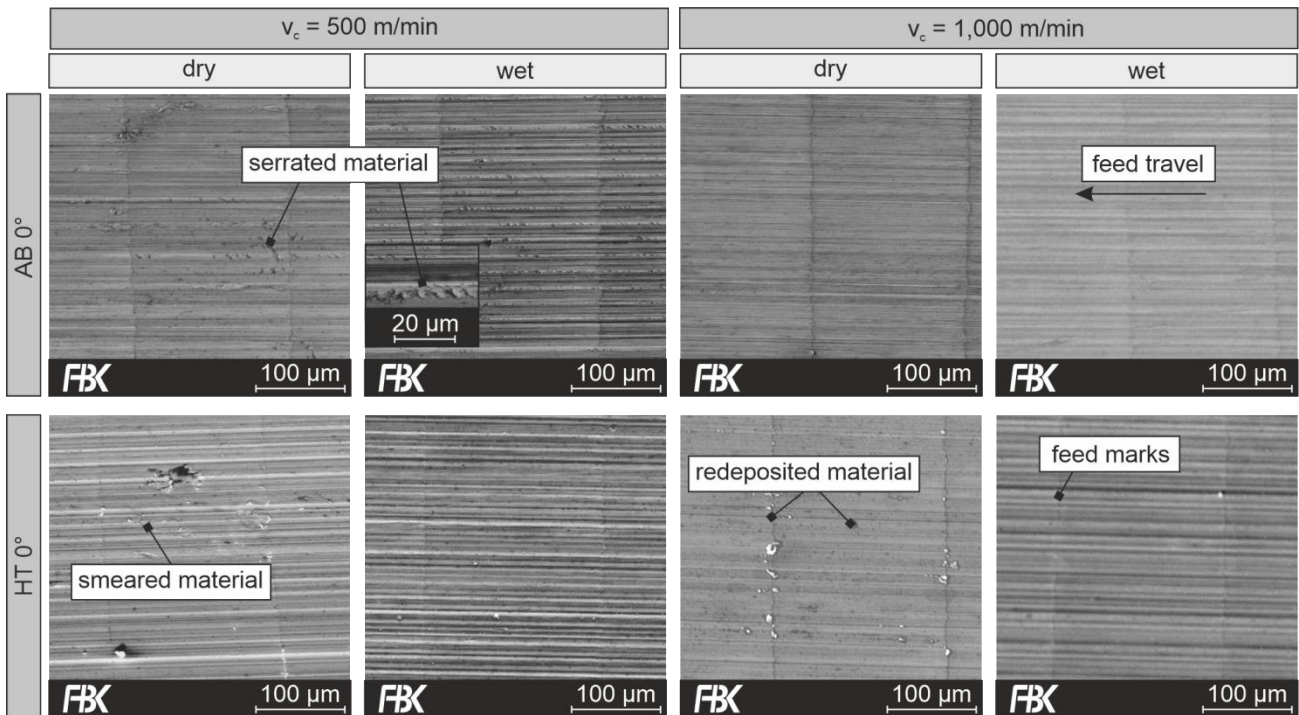 v_c = 500 m/min
v_c = 1,000 m/min
dry
wet
dry
wet
AB 0°
serrated material
feed travel
20 µm
FBK
100 µm
FBK
100 µm
FBK
100 µm
FBK
100 µm
HT 0°
smeared material
redeposited material
feed marks
FBK
100 µm
FBK
100 µm
FBK
100 µm
FBK
100 µm